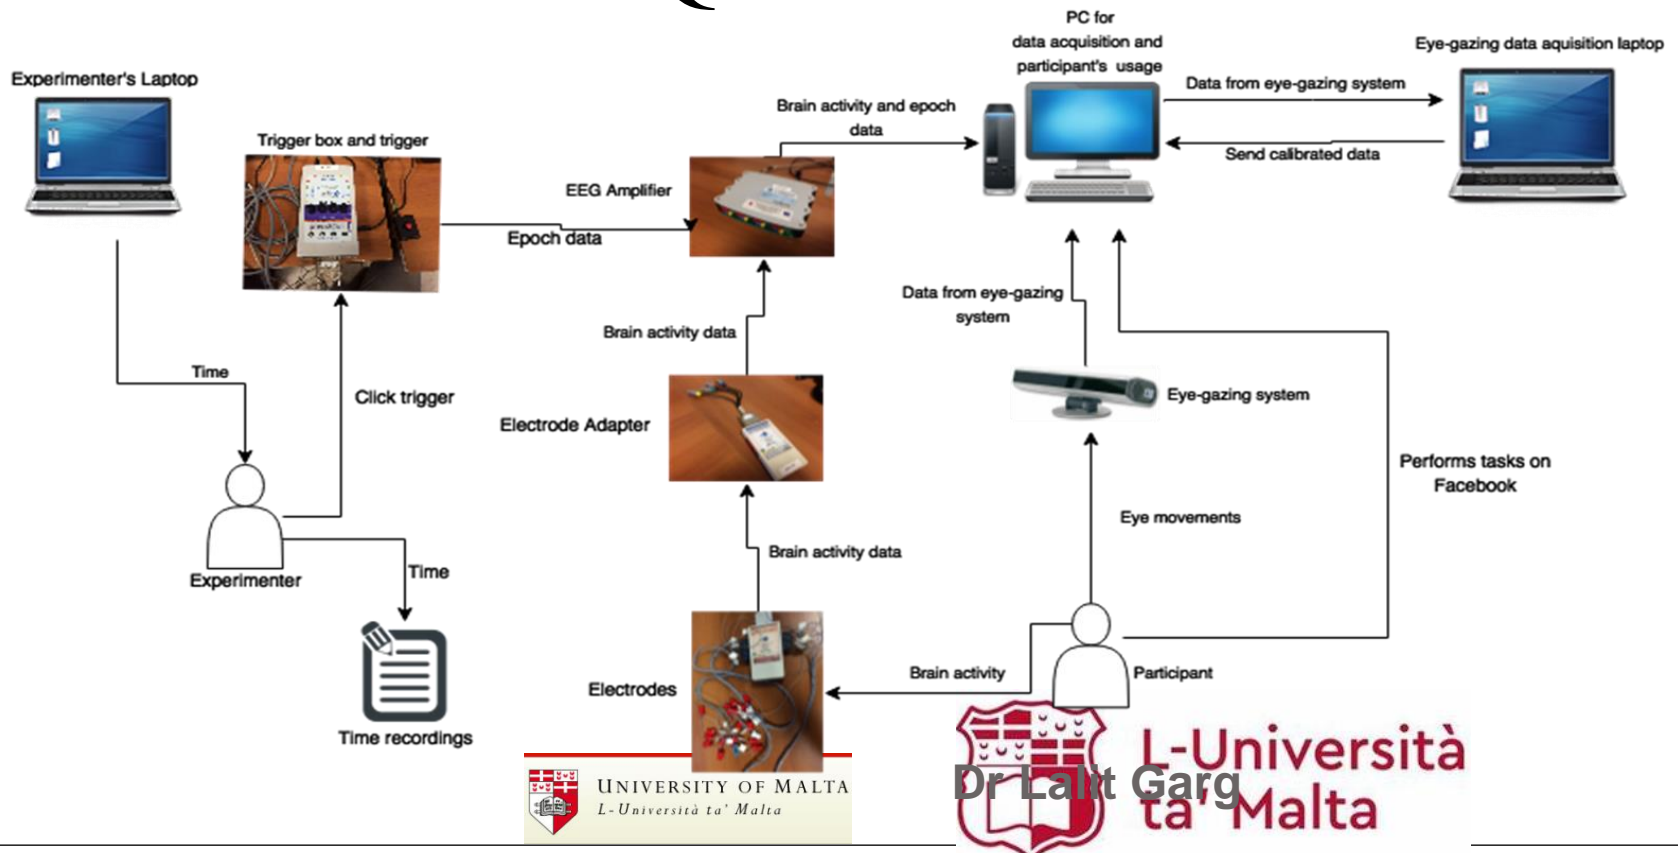 PC for
data acquisition and
participant's usage
Eye-gazing data aquisition laptop
Experimenter's Laptop
Data from eye-gazing system
Brain activity and epoch
data
Trigger box and trigger
Send calibrated data
EEG Amplifier
Epoch data
Data from eye-gazing
system
Brain activity data
Time
Click trigger
Eye-gazing system
Electrode Adapter
Performs tasks on
Facebook
Eye movements
Brain activity data
Experimenter
Time
Brain activity
Participant
Electrodes
Time recordings
L-Università
ta' Malta
Dr Lalit Garg
UNIVERSITY OF MALTA
L-Università ta' Malta